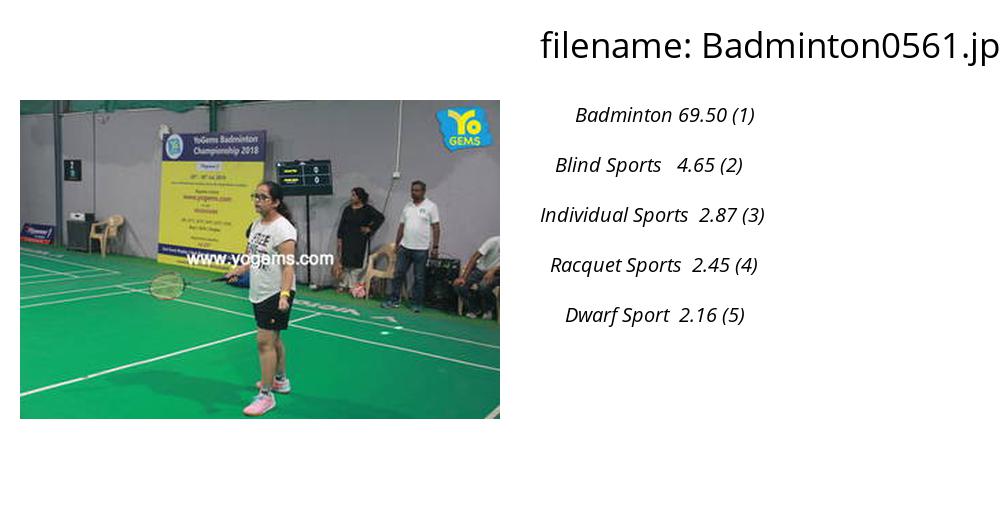 filename: Badminton0561.jp
Badminton 69.50 (1)
Blind Sports 4.65 (2)
Individual Sports 2.87 (3)
Racquet Sports 2.45 (4)
Dwarf Sport 2.16 (5)
Yo
GEMS
YoGems Badminton
Championship 2018
www.yogems.com
www.yogems.com
0
0